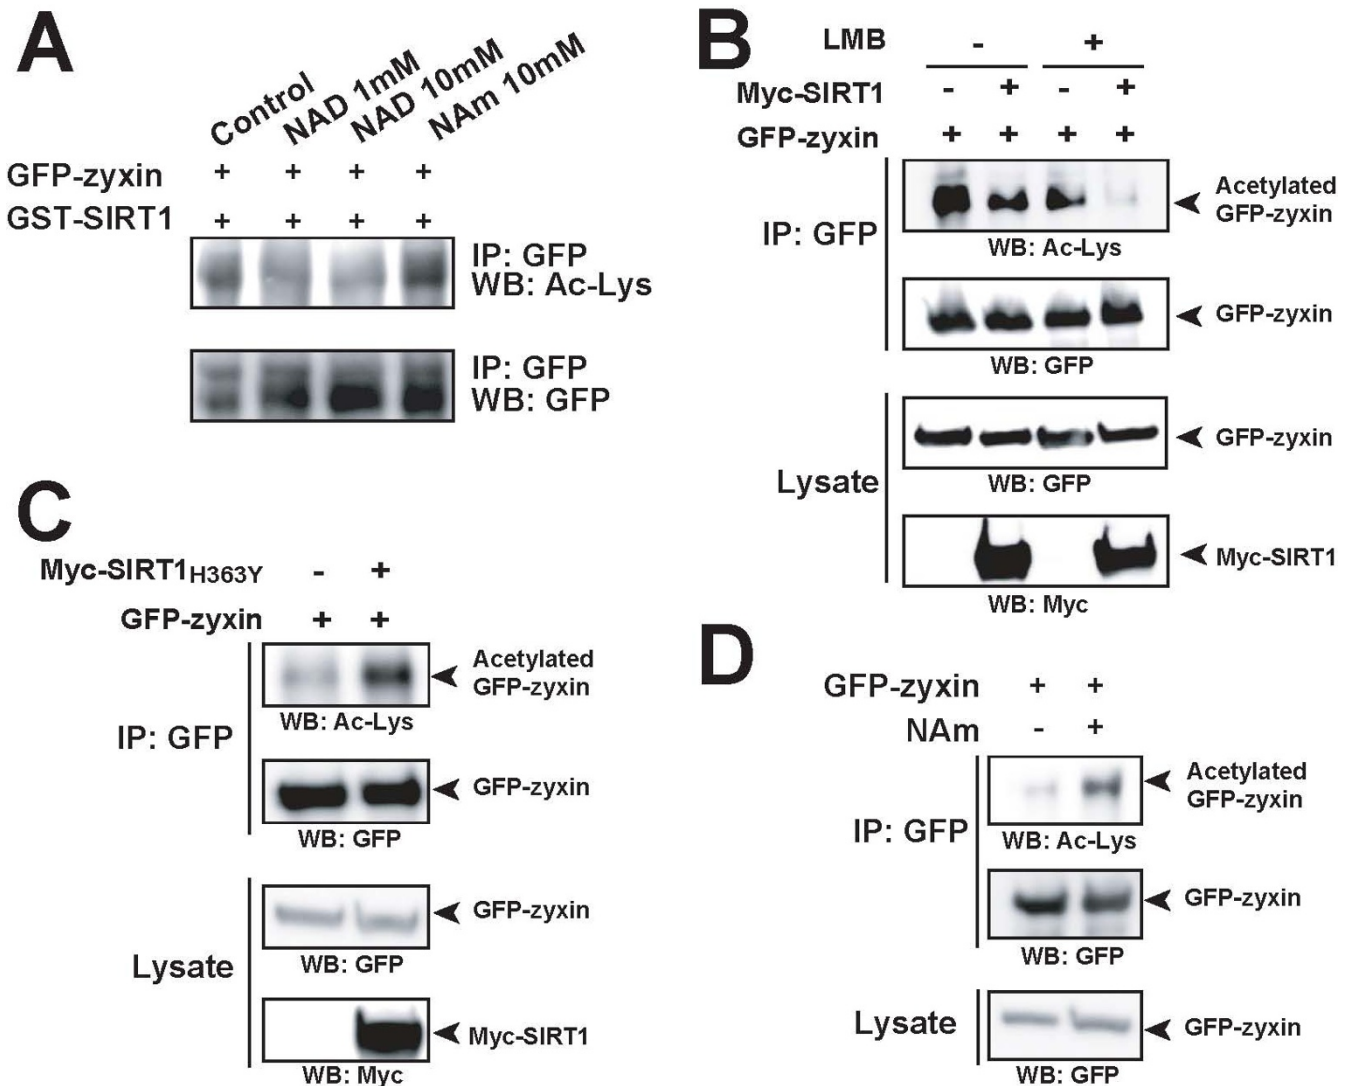 A
Control
NAD 1mM
NAD 10mM
NAm 10mM
GFP-zyxin + + + +
GST-SIRT1 + + + +
IP: GFP
WB: Ac-Lys
IP: GFP
WB: GFP
B
LMB - +
Myc-SIRT1 - + - +
GFP-zyxin + + + +
IP: GFP
Acetylated
GFP-zyxin
WB: Ac-Lys
GFP-zyxin
WB: GFP
Lysate
GFP-zyxin
WB: GFP
Myc-SIRT1
WB: Myc
C
Myc-SIRT1H363Y - +
GFP-zyxin + +
IP: GFP
Acetylated
GFP-zyxin
WB: Ac-Lys
GFP-zyxin
WB: GFP
Lysate
GFP-zyxin
WB: GFP
Myc-SIRT1
WB: Myc
D
GFP-zyxin + +
NAm - +
IP: GFP
Acetylated
GFP-zyxin
WB: Ac-Lys
GFP-zyxin
WB: GFP
Lysate
GFP-zyxin
WB: GFP